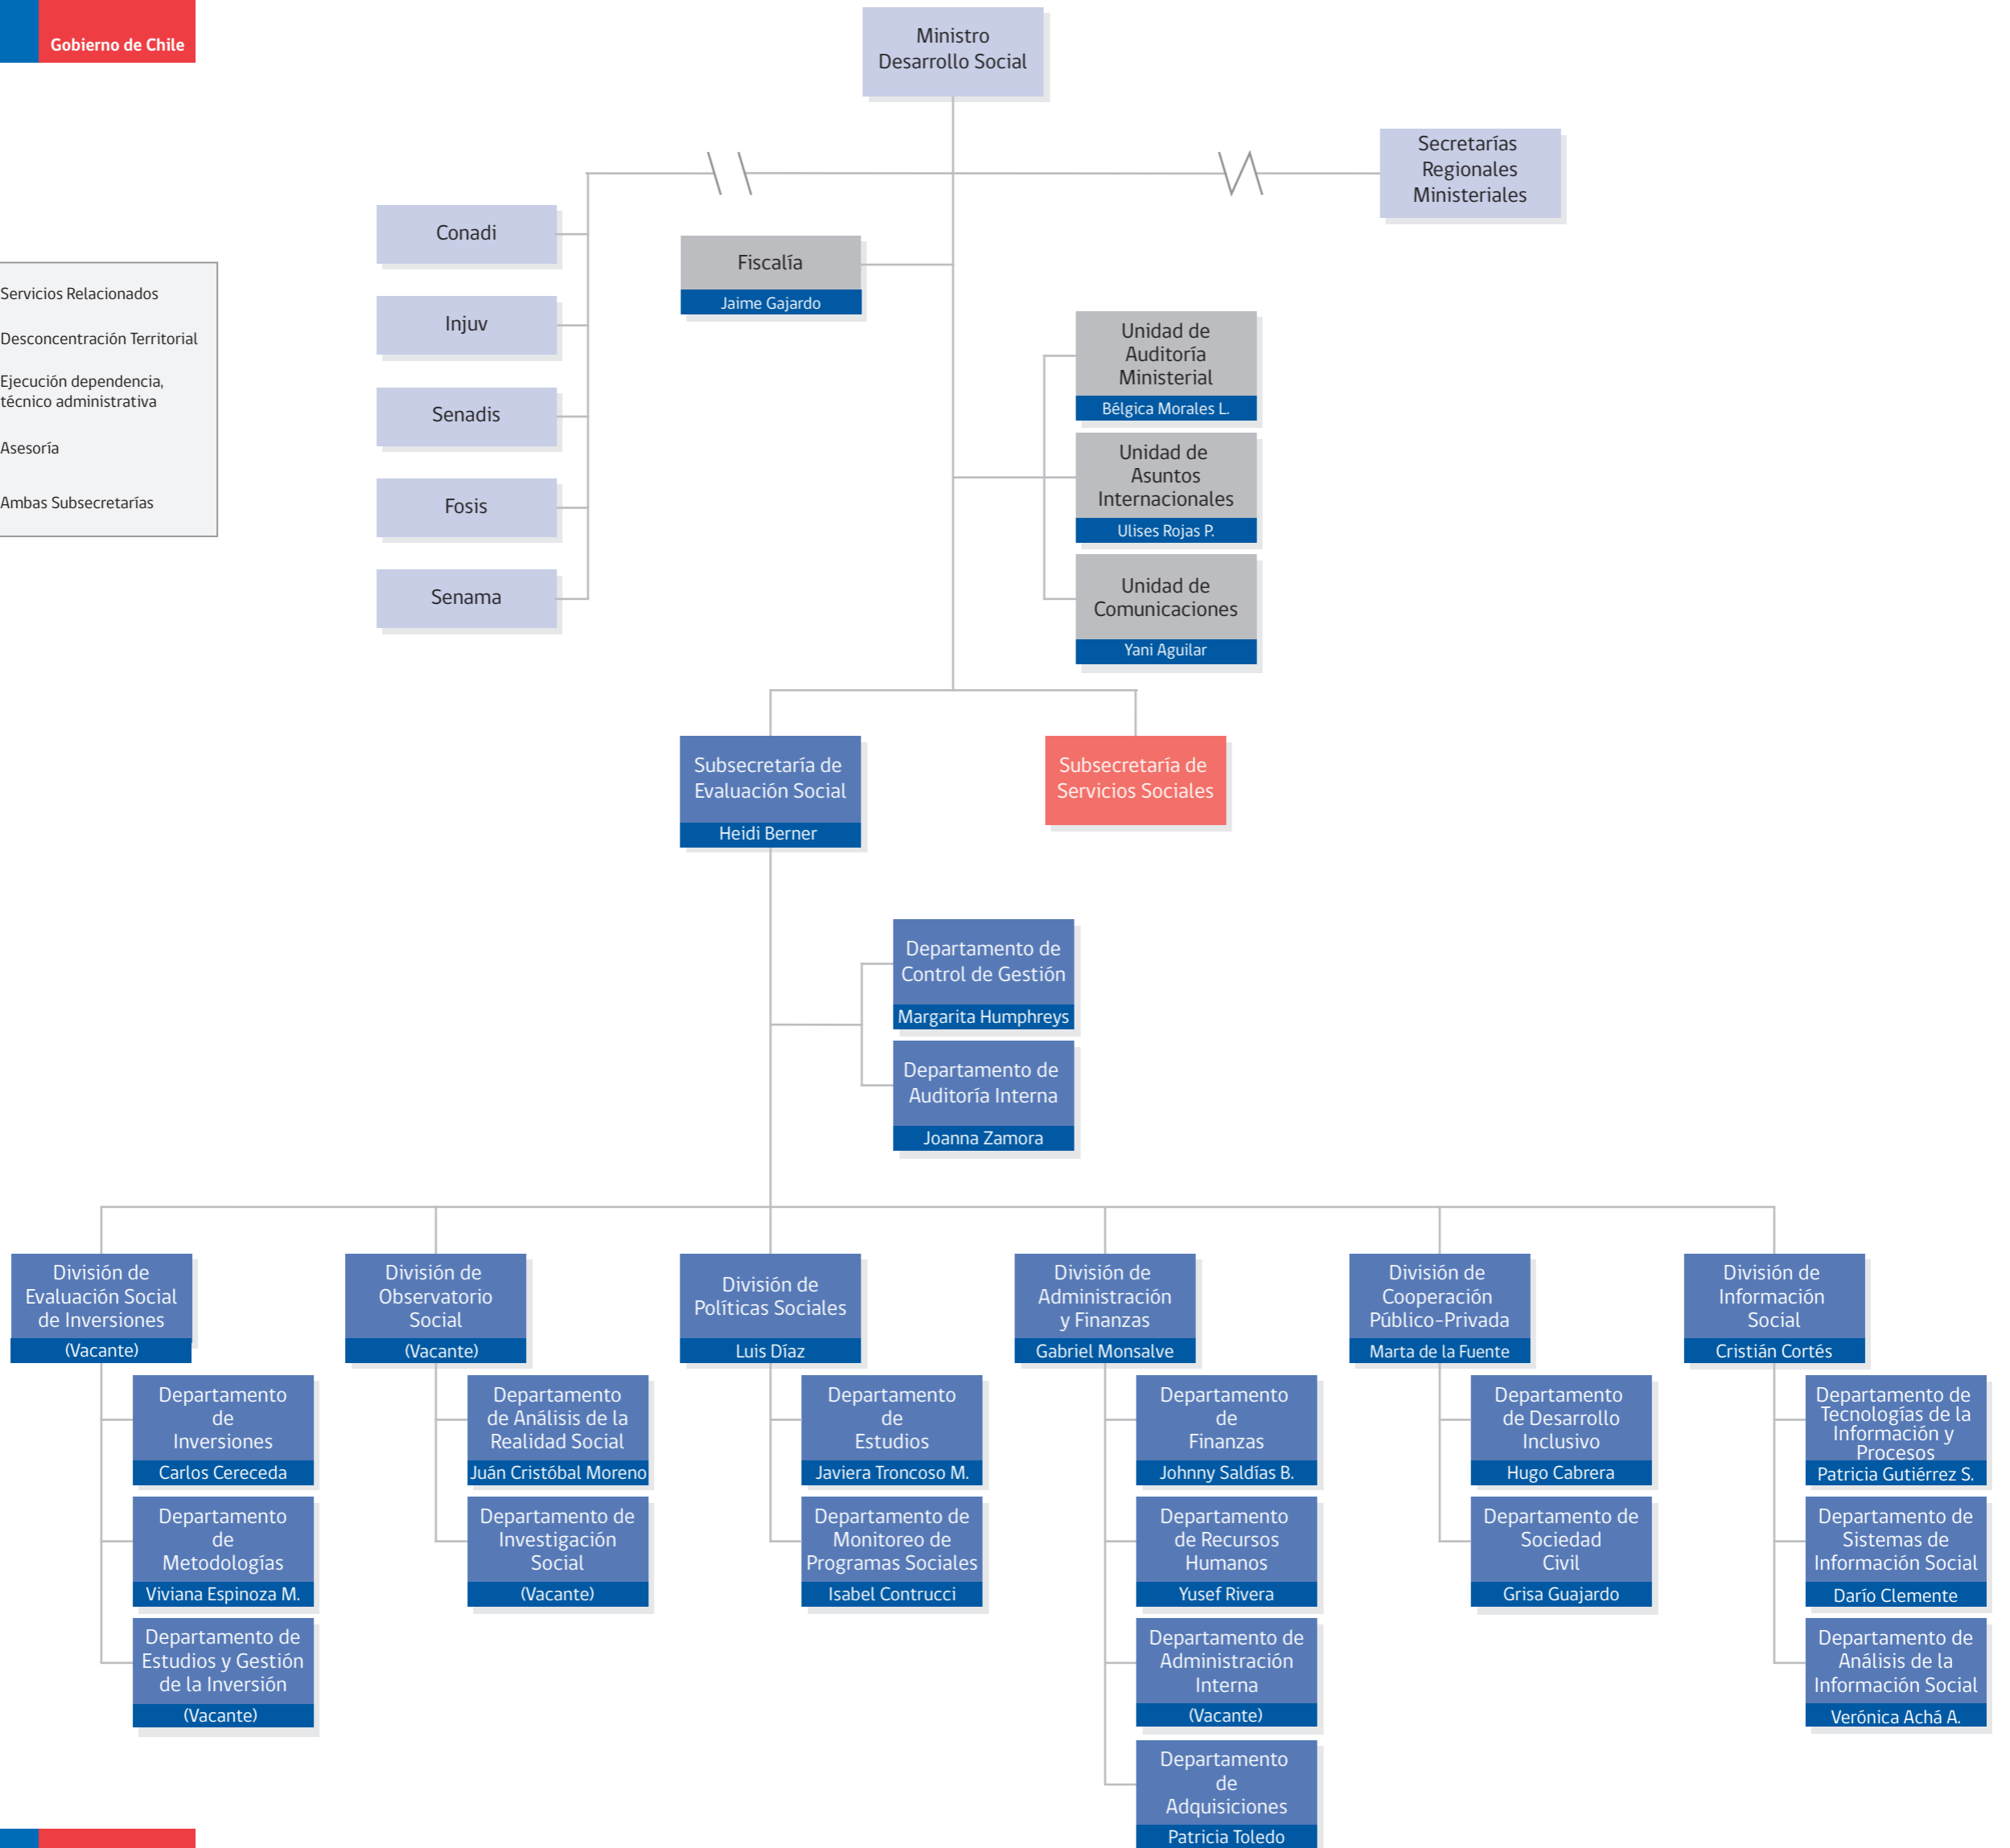 Gobierno de Chile
Ministro
Desarrollo Social
Secretarías
Regionales
Ministeriales
Conadi
Injuv
Senadis
Fosis
Senama
Servicios Relacionados
Desconcentración Territorial
Ejecución dependencia,
técnico administrativa
Asesoría
Ambas Subsecretarías
Fiscalía
Jaime Gajardo
Unidad de
Auditoría
Ministerial
Bélgica Morales L.
Unidad de
Asuntos
Internacionales
Ulises Rojas P.
Unidad de
Comunicaciones
Yani Aguilar
Subsecretaría de
Evaluación Social
Heidi Berner
Subsecretaría de
Servicios Sociales
Departamento de
Control de Gestión
Margarita Humphreys
Departamento de
Auditoría Interna
Joanna Zamora
División de
Evaluación Social
de Inversiones
(Vacante)
Departamento
de
Inversiones
Carlos Cereceda
Departamento
de
Metodologías
Viviana Espinoza M.
Departamento de
Estudios y Gestión
de la Inversión
(Vacante)
División de
Observatorio
Social
(Vacante)
Departamento
de Análisis de la
Realidad Social
Juán Cristóbal Moreno
Departamento de
Investigación
Social
(Vacante)
División de
Políticas Sociales
Luis Díaz
Departamento
de
Estudios
Javiera Troncoso M.
Departamento de
Monitoreo de
Programas Sociales
Isabel Contrucci
División de
Administración
y Finanzas
Gabriel Monsalve
Departamento
de
Finanzas
Johnny Saldías B.
Departamento
de Recursos
Humanos
Yusef Rivera
Departamento de
Administración
Interna
(Vacante)
Departamento
de
Adquisiciones
Patricia Toledo
División de
Cooperación
Público-Privada
Marta de la Fuente
Departamento
de Desarrollo
Inclusivo
Hugo Cabrera
Departamento de
Sociedad
Civil
Grisa Guajardo
División de
Información
Social
Cristián Cortés
Departamento de
Tecnologías de la
Información y
Procesos
Patricia Gutiérrez S.
Departamento de
Sistemas de
Información Social
Darío Clemente
Departamento de
Análisis de la
Información Social
Verónica Achá A.